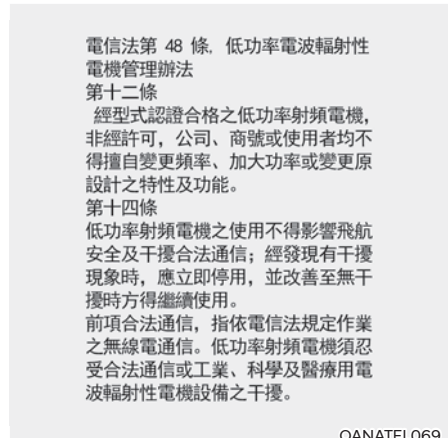 電信法第 48 條, 低功率電波輻射性
電機管理辦法
第十二條
經型式認證合格之低功率射頻電機,
非經許可，公司、商號或使用者均不
得擅自變更頻率、加大功率或變更原
設計之特性及功能。
第十四條
低功率射頻電機之使用不得影響飛航
安全及干擾合法通信；經發現有干擾
現象時，應立即停用，並改善至無干
擾時方得繼續使用。
前項合法通信，指依電信法規定作業
之無線電通信。低功率射頻電機須忍
受合法通信或工業、科學及醫療用電
波輻射性電機設備之干擾。
OANATEL069